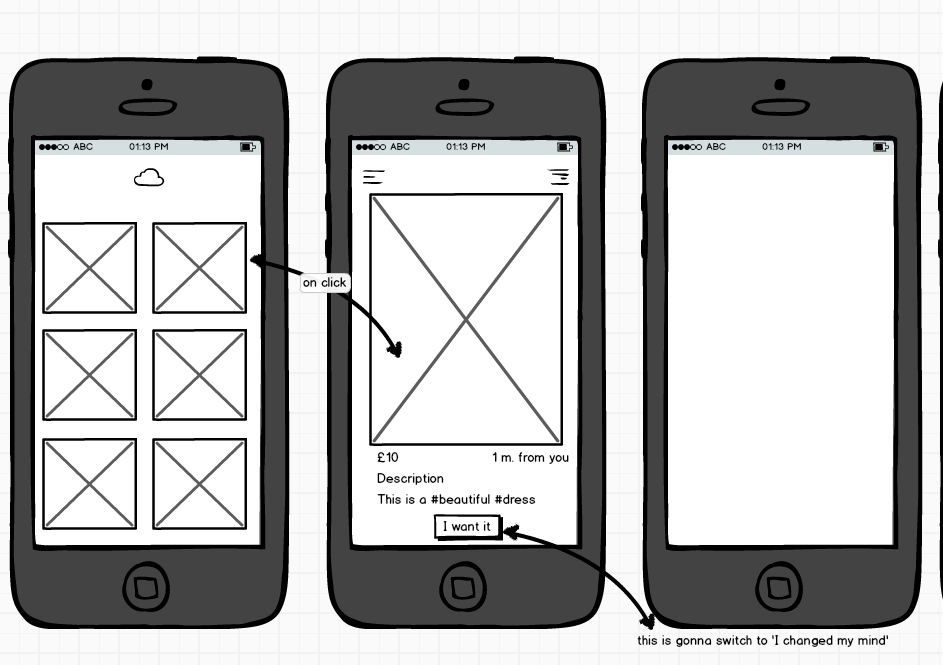 ABC 01:13 PM
ABC 01:13 PM
ABC 01:13 PM
on click
£10 1 m. from you
Description
This is a #beautiful #dress
I want it
this is gonna switch to 'I changed my mind'